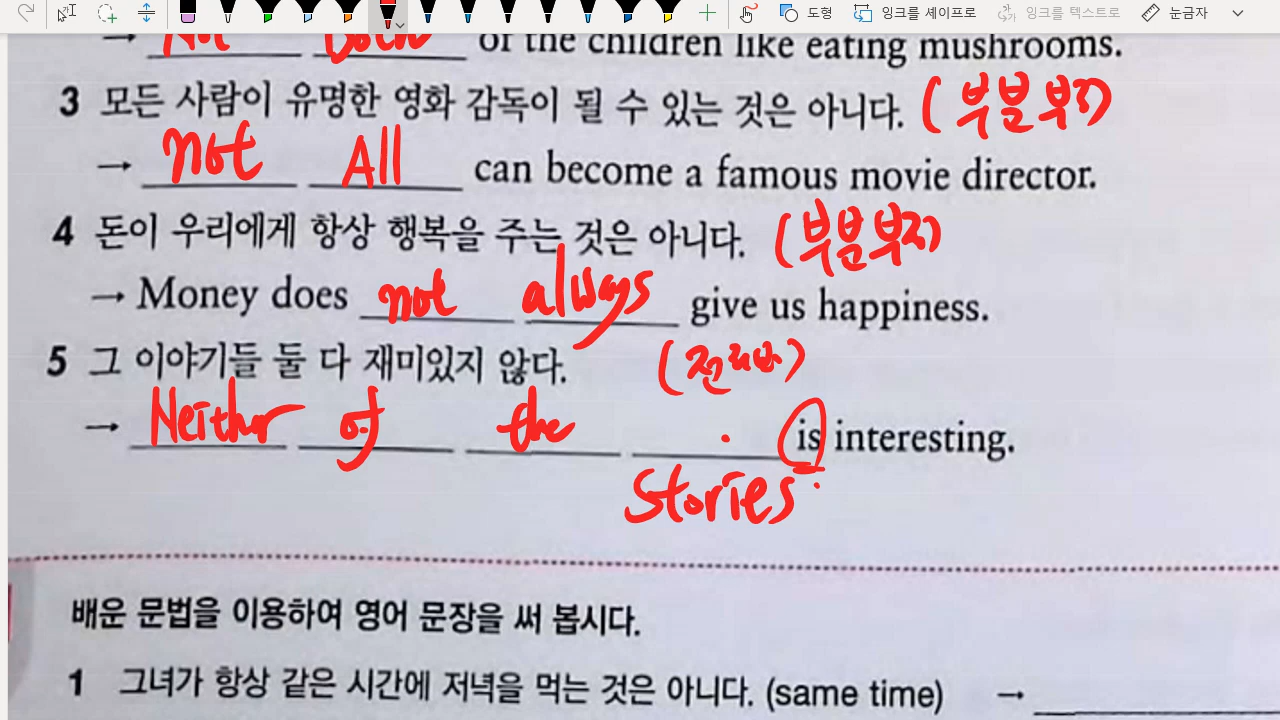 도형 잉크를 셰이프로 잉크를 텍스트로 눈금자
→ Not Both of the children like eating mushrooms.
3 모든 사람이 유명한 영화 감독이 될 수 있는 것은 아니다. (부분부정)
→ not All can become a famous movie director.
4 돈이 우리에게 항상 행복을 주는 것은 아니다. (부분부정)
→ Money does not always give us happiness.
5 그 이야기들 둘 다 재미있지 않다.
→ Neither of the stories is interesting.
배운 문법을 이용하여 영어 문장을 써 봅시다.
1 그녀가 항상 같은 시간에 저녁을 먹는 것은 아니다. (same time) →